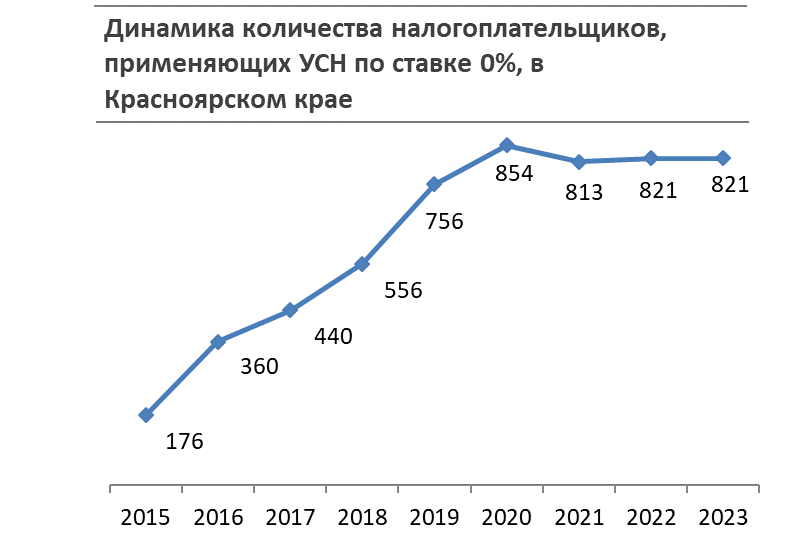 Динамика количества налогоплательщиков,
применяющих УСН по ставке 0%, в
Красноярском крае
854
813
821
821
756
556
440
360
176
2015 2016 2017 2018 2019 2020 2021 2022 2023